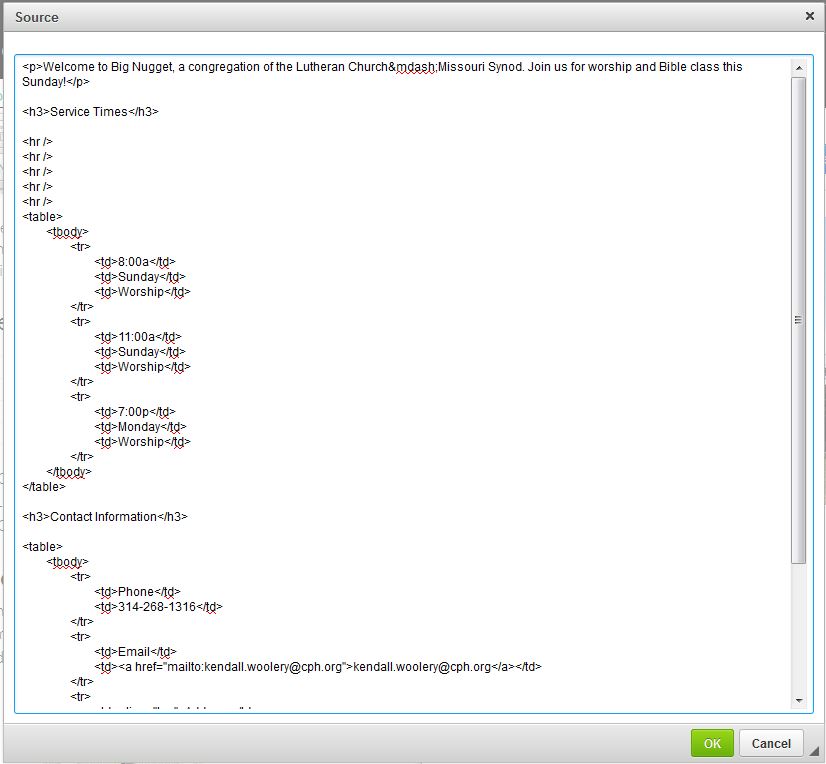 Source
<p>Welcome to Big Nugget, a congregation of the Lutheran Church&mdash;Missouri Synod. Join us for worship and Bible class this
Sunday!</p>
<h3>Service Times</h3>
<hr />
<hr />
<hr />
<hr />
<hr />
<table>
<tbody>
<tr>
<td>8:00a</td>
<td>Sunday</td>
<td>Worship</td>
</tr>
<tr>
<td>11:00a</td>
<td>Sunday</td>
<td>Worship</td>
</tr>
<tr>
<td>7:00p</td>
<td>Monday</td>
<td>Worship</td>
</tr>
</tbody>
</table>
<h3>Contact Information</h3>
<table>
<tbody>
<tr>
<td>Phone</td>
<td>314-268-1316</td>
</tr>
<tr>
<td>Email</td>
<td><a href="mailto:kendall.woolery@cph.org">kendall.woolery@cph.org</a></td>
</tr>
<tr>
OK Cancel